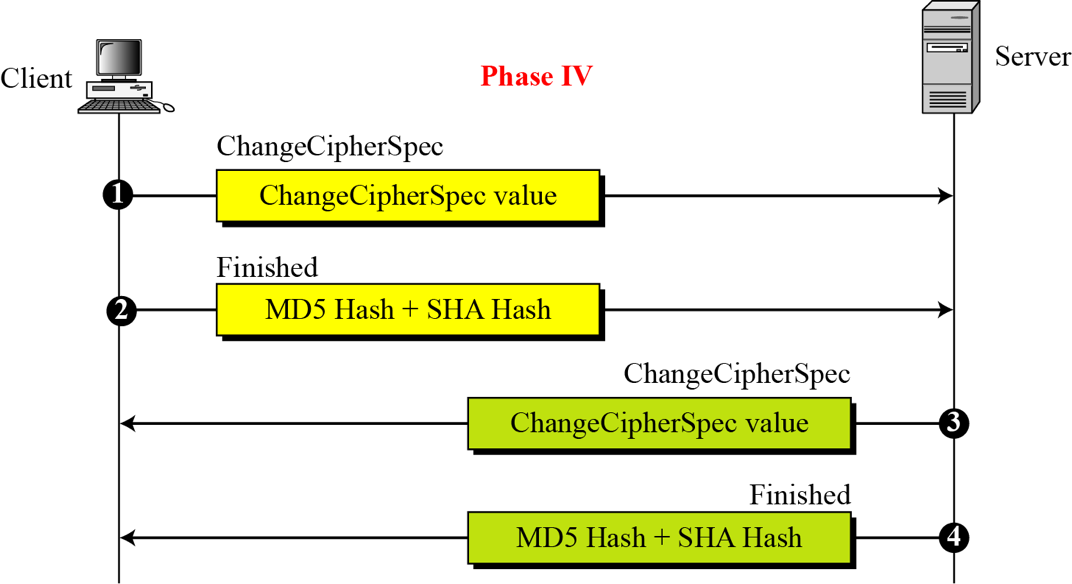 Client
Phase IV
Server
ChangeCipherSpec
1
ChangeCipherSpec value
Finished
2
MD5 Hash + SHA Hash
ChangeCipherSpec
ChangeCipherSpec value
3
Finished
MD5 Hash + SHA Hash
4